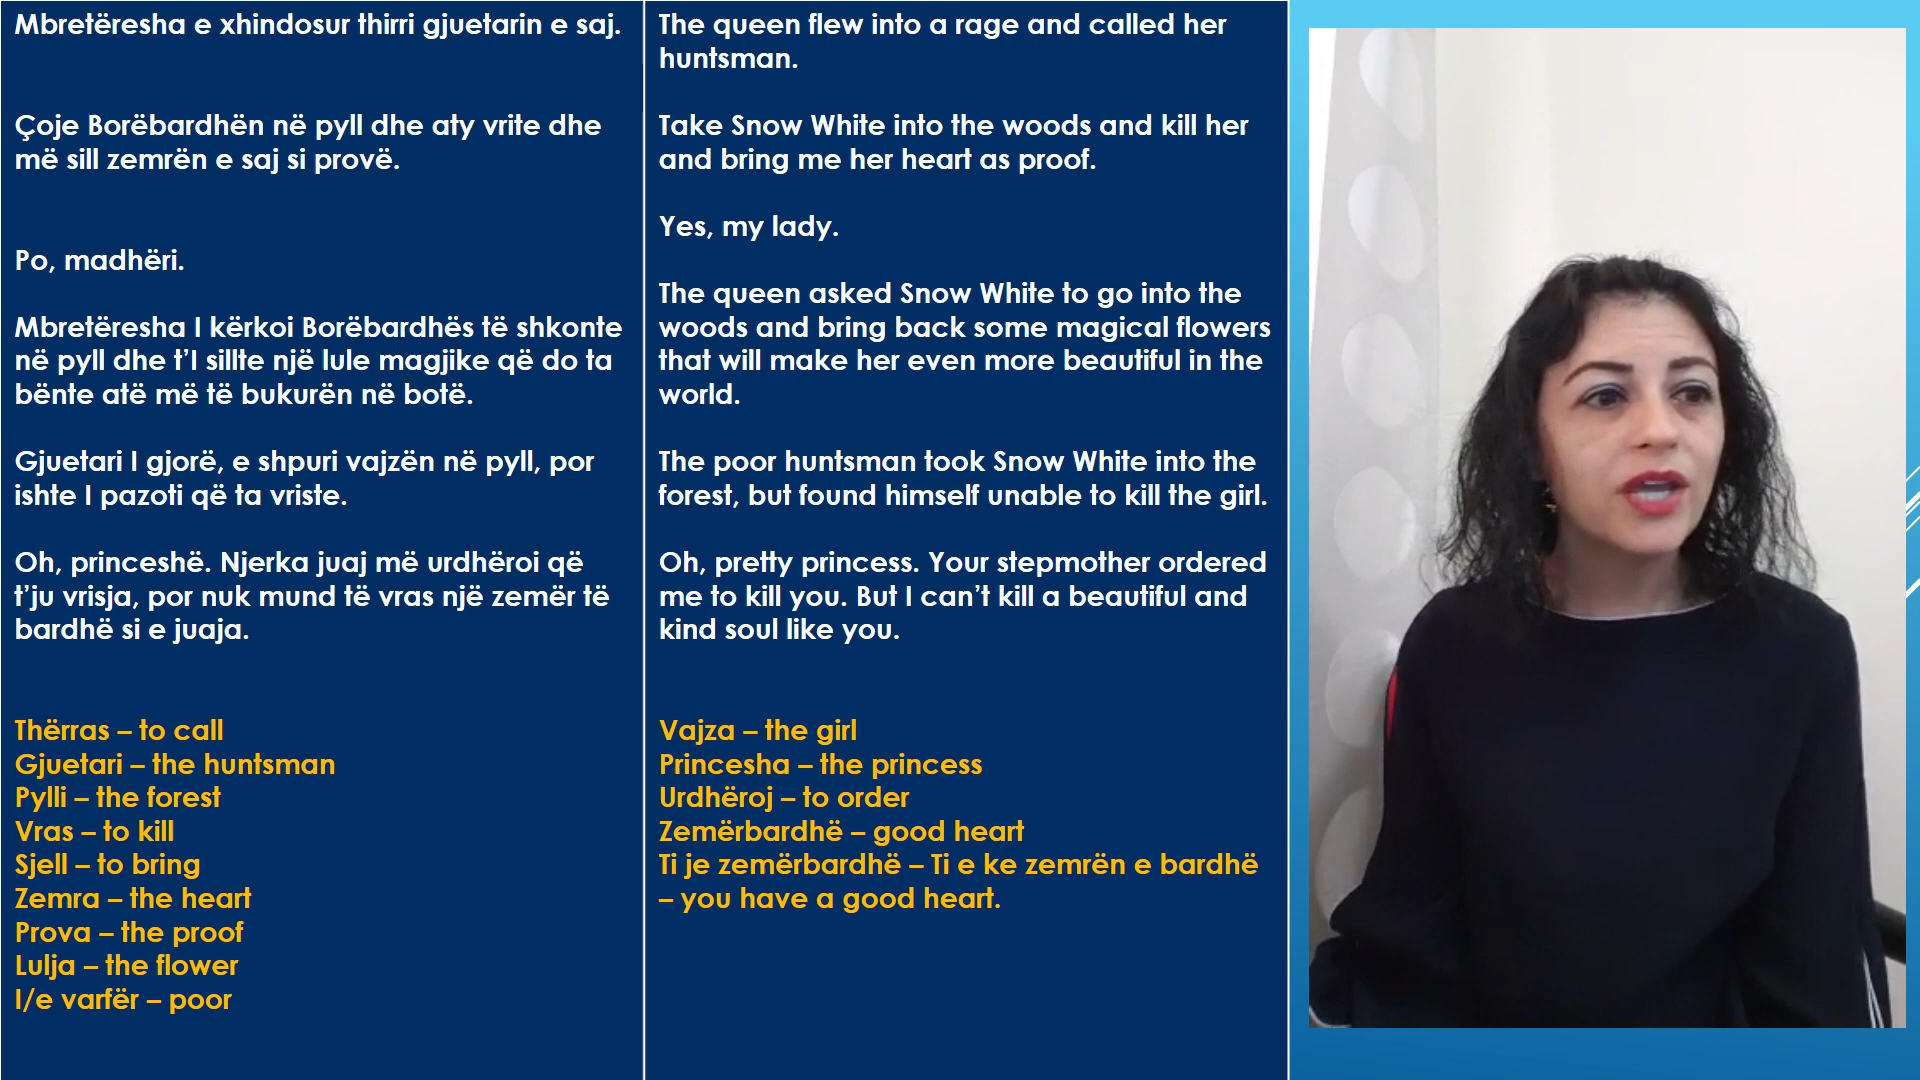 Mbretëresha e xhindosur thirri gjuetarin e saj.
Çoje Borëbardhën në pyll dhe aty vrite dhe
më sill zemrën e saj si provë.
Po, madhëri.
Mbretëresha I kërkoi Borëbardhës të shkonte
në pyll dhe t’I sillte një lule magjike që do ta
bënte atë më të bukurën në botë.
Gjuetari I gjorë, e shpuri vajzën në pyll, por
ishte I pazoti që ta vriste.
Oh, princeshë. Njerka juaj më urdhëroi që
t’ju vrisja, por nuk mund të vras një zemër të
bardhë si e juaja.
Thërras – to call
Gjuetari – the huntsman
Pylli – the forest
Vras – to kill
Sjell – to bring
Zemra – the heart
Prova – the proof
Lulja – the flower
I/e varfër – poor
The queen flew into a rage and called her
huntsman.
Take Snow White into the woods and kill her
and bring me her heart as proof.
Yes, my lady.
The queen asked Snow White to go into the
woods and bring back some magical flowers
that will make her even more beautiful in the
world.
The poor huntsman took Snow White into the
forest, but found himself unable to kill the girl.
Oh, pretty princess. Your stepmother ordered
me to kill you. But I can’t kill a beautiful and
kind soul like you.
Vajza – the girl
Princesha – the princess
Urdhëroj – to order
Zemërbardhë – good heart
Ti je zemërbardhë – Ti e ke zemrën e bardhë
– you have a good heart.